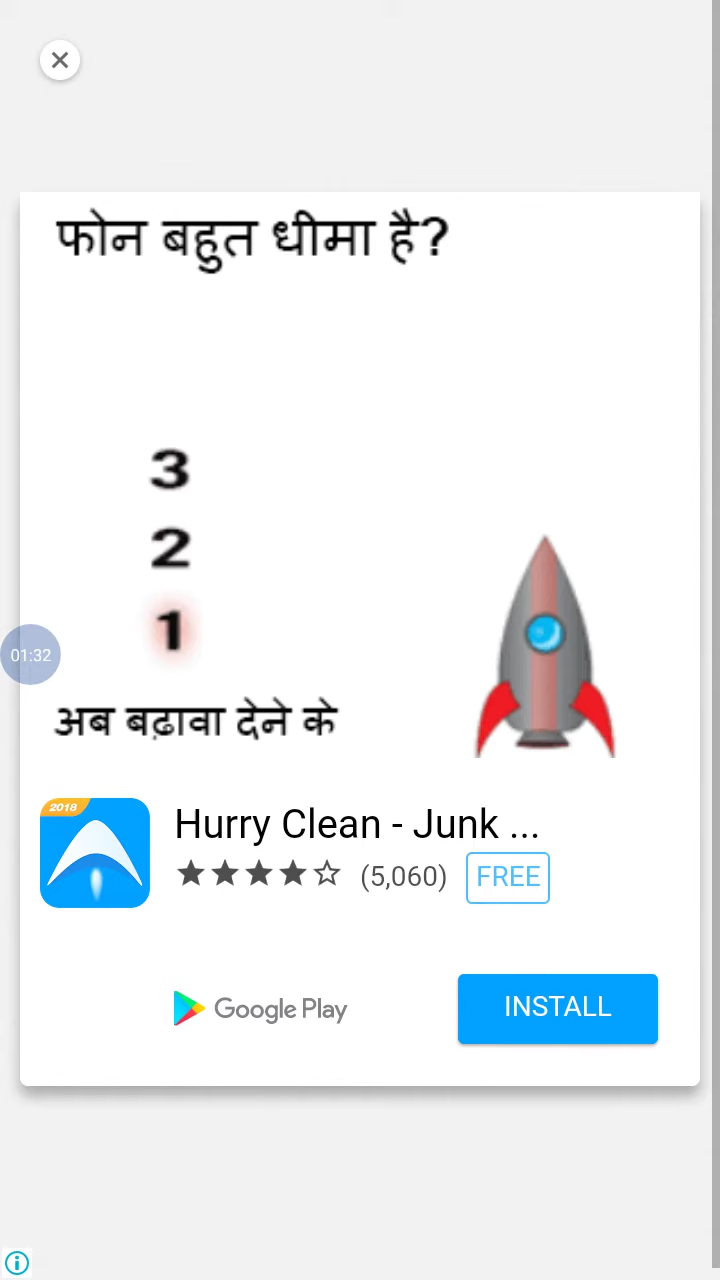 फोन बहुत धीमा है?
3
2
1
01:32
अब बढ़ावा देने के
2018
Hurry Clean - Junk ...
(5,060)
FREE
Google Play
INSTALL